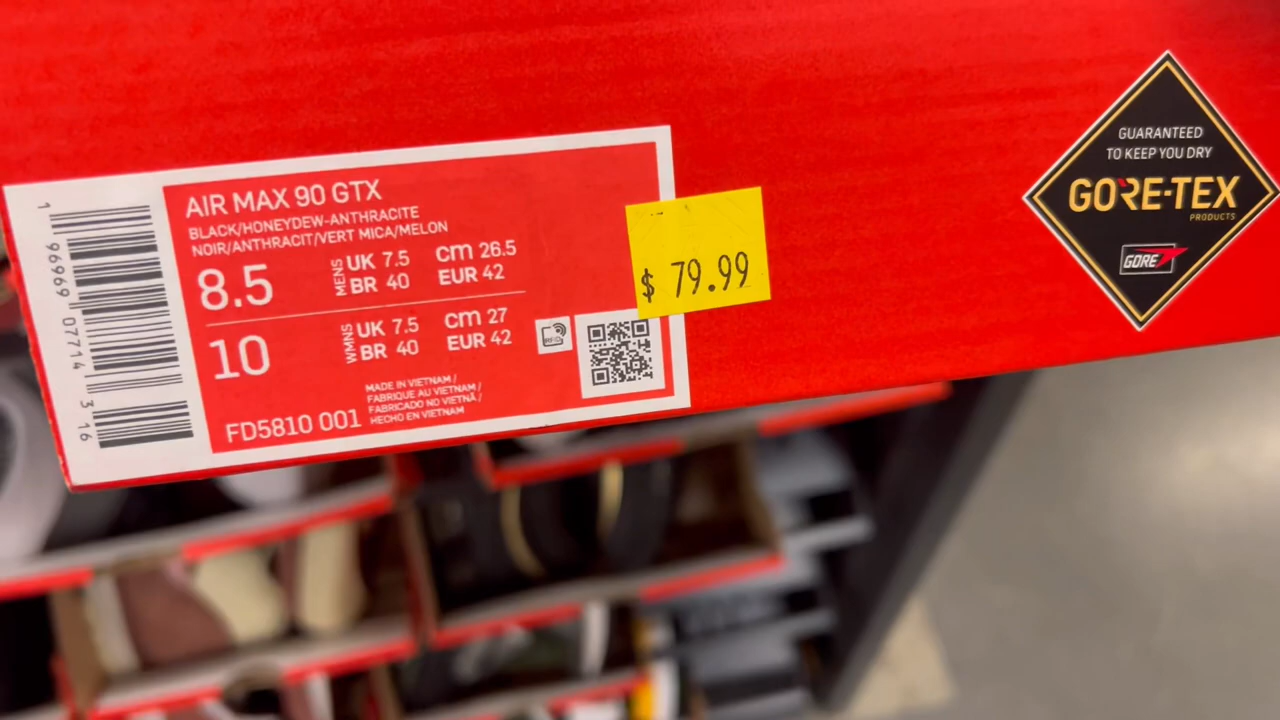 AIR MAX 90 GTX
BLACK/HONEYDEW-ANTHRACITE
NOIR/ANTHRACIT/VERT MICA/MELON
8.5
MENS
UK 7.5
BR 40
cm 26.5
EUR 42
10
WMNS
UK 7.5
BR 40
cm 27
EUR 42
RFID
MADE IN VIETNAM /
FABRIQUE AU VIETNAM /
FABRICADO NO VIETNÃ /
HECHO EN VIETNAM
FD5810 001
1 96969 07714 3 16
$ 79.99
GUARANTEED
TO KEEP YOU DRY
GORE-TEX
PRODUCTS
GORE